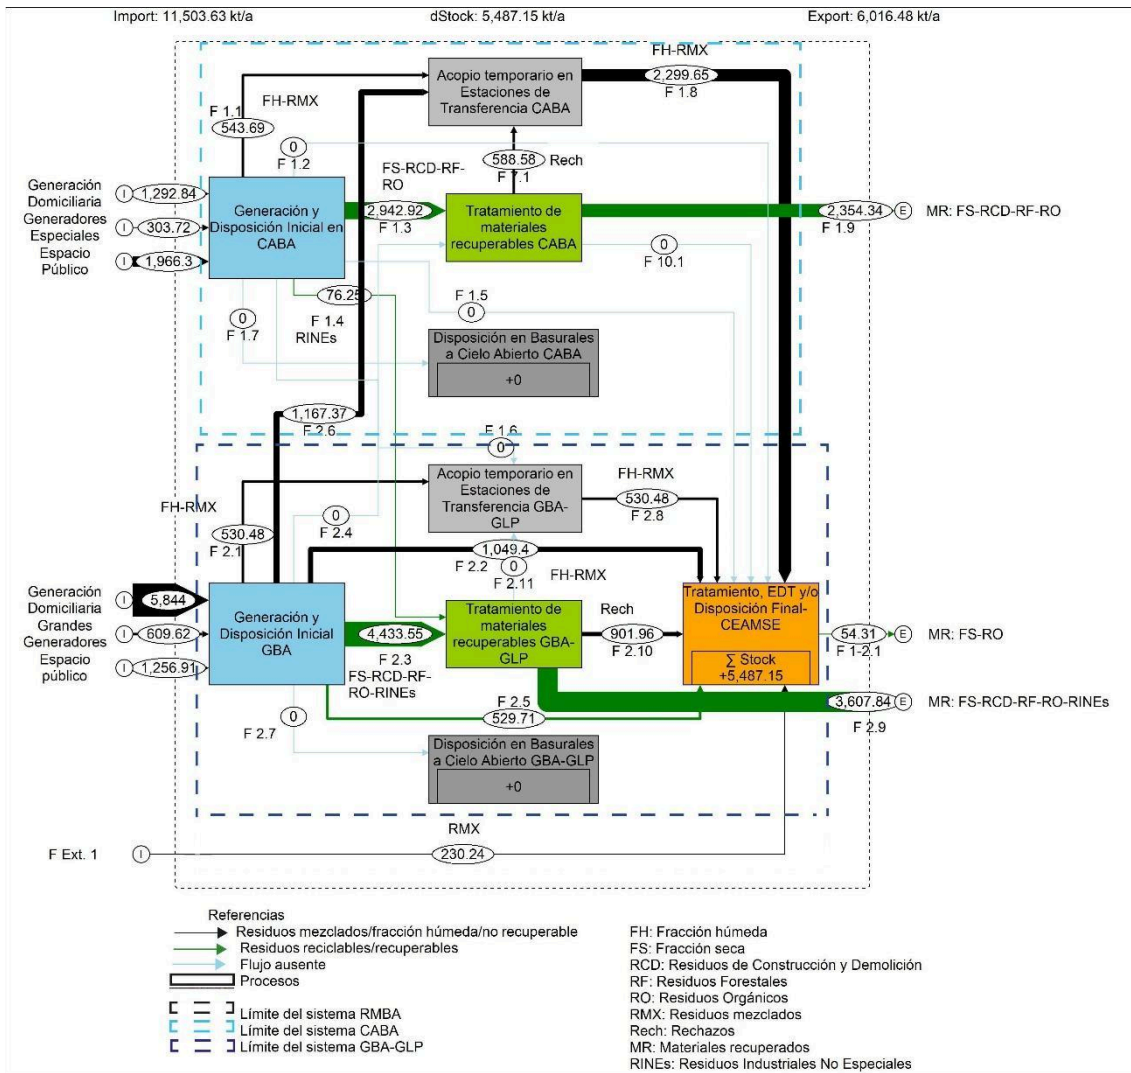 Import: 11,503.63 kt/a
dStock: 5,487.15 kt/a
Export: 6,016.48 kt/a
FH-RMX
2,299.65
F 1.8
Acopio temporario en
Estaciones de
Transferencia CABA
FH-RMX
F 1.1
543.69
0
F 1.2
588.58
Rech
F 7.1
FS-RCD-RF-
RO
Generación
Domiciliaria
Generadores
Especiales
Espacio
Público
I
1,292.84
I
303.72
I
1,966.3
Generación y
Disposición Inicial en
CABA
2,942.92
F 1.3
Tratamiento de
materiales
recuperables CABA
2,354.34
E
F 1.9
MR: FS-RCD-RF-RO
0
F 10.1
76.25
F 1.4
RINEs
F 1.5
0
0
F 1.7
Disposición en Basurales
a Cielo Abierto CABA
+0
1,167.37
F 2.6
F 1.6
0
Acopio temporario en
Estaciones de
Transferencia GBA-
GLP
FH-RMX
530.48
F 2.8
FH-RMX
530.48
F 2.1
0
F 2.4
1,049.4
F 2.2
0
F 2.11
FH-RMX
Generación
Domiciliaria
Grandes
Generadores
Espacio
público
I
5,844
I
609.62
I
1,256.91
Generación y
Disposición Inicial
GBA
4,433.55
F 2.3
FS-RCD-RF-
RO-RINEs
Tratamiento de
materiales
recuperables GBA-
GLP
Rech
901.96
F 2.10
Tratamiento, EDT y/o
Disposición Final-
CEAMSE
∑ Stock
+5,487.15
54.31
E
F 1-2.1
MR: FS-RO
F 2.5
529.71
3,607.84
E
F 2.9
MR: FS-RCD-RF-RO-RINEs
0
F 2.7
Disposición en Basurales
a Cielo Abierto GBA-GLP
+0
RMX
F Ext. 1
I
230.24
Referencias
Residuos mezclados/fracción húmeda/no recuperable
Residuos reciclables/recuperables
Flujo ausente
Procesos
Límite del sistema RMBA
Límite del sistema CABA
Límite del sistema GBA-GLP
FH: Fracción húmeda
FS: Fracción seca
RCD: Residuos de Construcción y Demolición
RF: Residuos Forestales
RO: Residuos Orgánicos
RMX: Residuos mezclados
Rech: Rechazos
MR: Materiales recuperados
RINEs: Residuos Industriales No Especiales